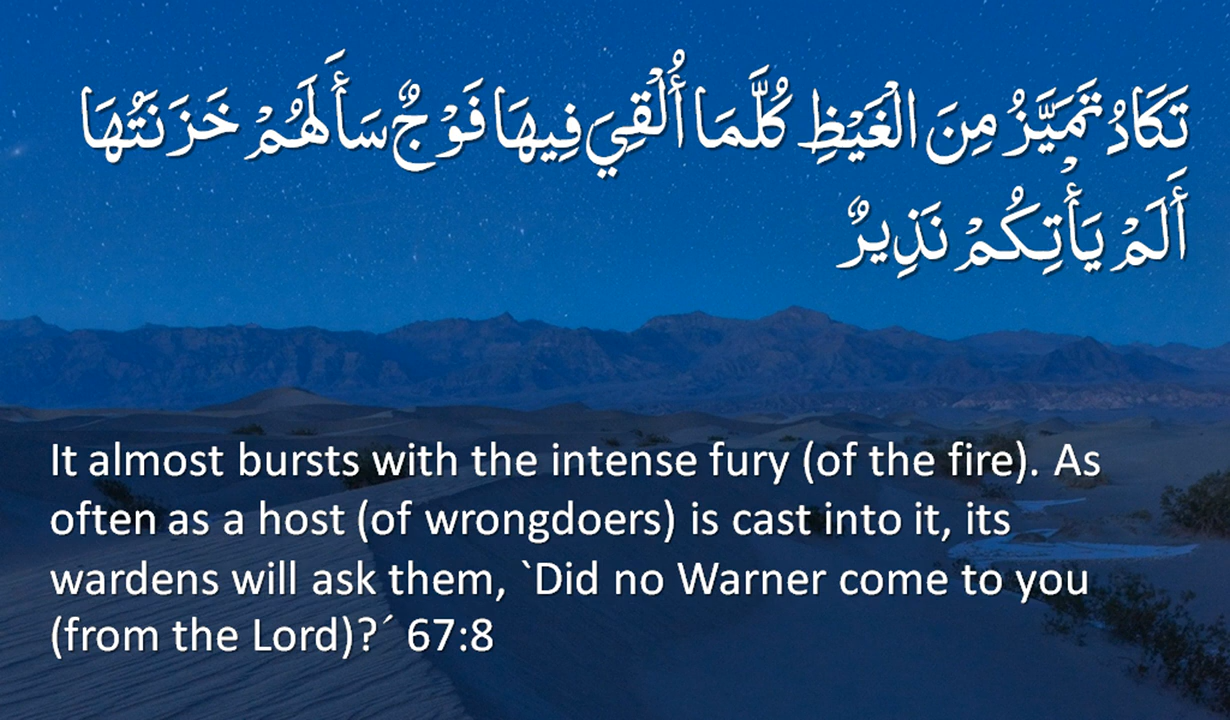 تَكَادُ تَمَيَّزُ مِنَ الْغَيْظِ كُلَّمَا أُلْقِيَ فِيهَا فَوْجٌ سَأَلَهُمْ خَزَنَتُهَا
أَلَمْ يَأْتِكُمْ نَذِيرٌ
It almost bursts with the intense fury (of the fire). As
often as a host (of wrongdoers) is cast into it, its
wardens will ask them, `Did no Warner come to you
(from the Lord)?´ 67:8